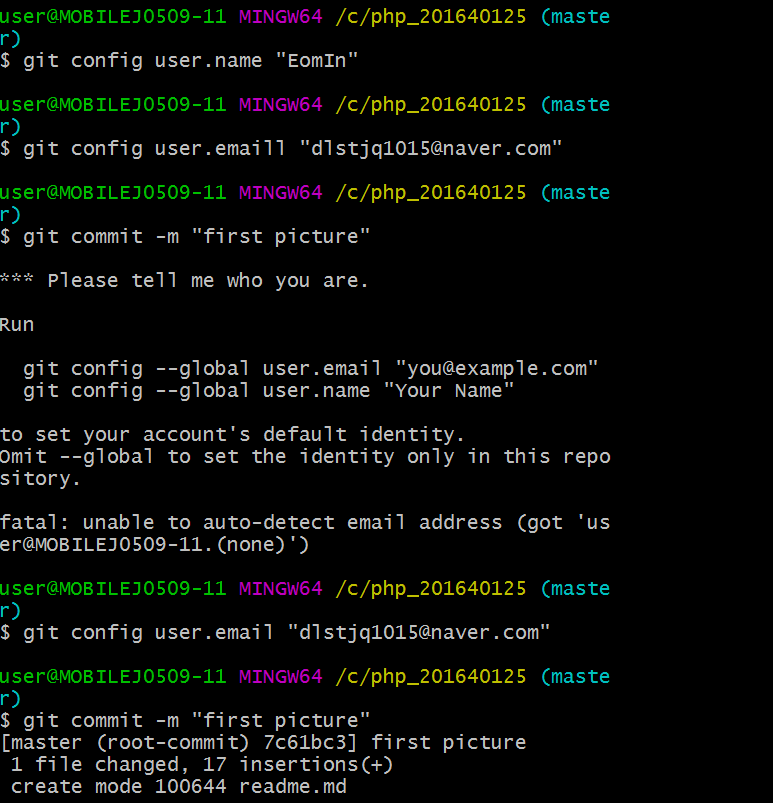 user@MOBILEJ0509-11 MINGW64 /c/php_201640125 (maste
r)
$ git config user.name "EomIn"
user@MOBILEJ0509-11 MINGW64 /c/php_201640125 (maste
r)
$ git config user.emaill "dlstjq1015@naver.com"
user@MOBILEJ0509-11 MINGW64 /c/php_201640125 (maste
r)
$ git commit -m "first picture"
*** Please tell me who you are.
Run
git config --global user.email "you@example.com"
git config --global user.name "Your Name"
to set your account's default identity.
Omit --global to set the identity only in this repo
sitory.
fatal: unable to auto-detect email address (got 'us
er@MOBILEJ0509-11.(none)')
user@MOBILEJ0509-11 MINGW64 /c/php_201640125 (maste
r)
$ git config user.email "dlstjq1015@naver.com"
user@MOBILEJ0509-11 MINGW64 /c/php_201640125 (maste
r)
$ git commit -m "first picture"
[master (root-commit) 7c61bc3] first picture
1 file changed, 17 insertions(+)
create mode 100644 readme.md